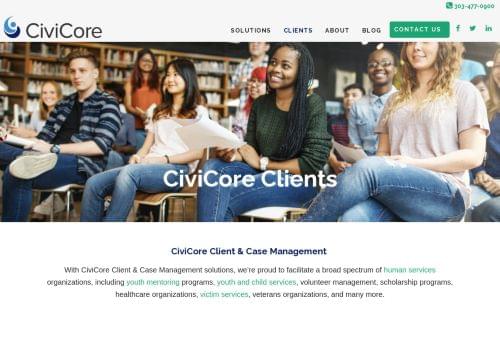 303-477-0900
CiviCore
SOLUTIONS CLIENTS ABOUT BLOG CONTACT US
CiviCore Clients
CiviCore Client & Case Management
With CiviCore Client & Case Management solutions, we're proud to facilitate a broad spectrum of human services
organizations, including youth mentoring programs, youth and child services, volunteer management, scholarship programs,
healthcare organizations, victim services, veterans organizations, and many more.